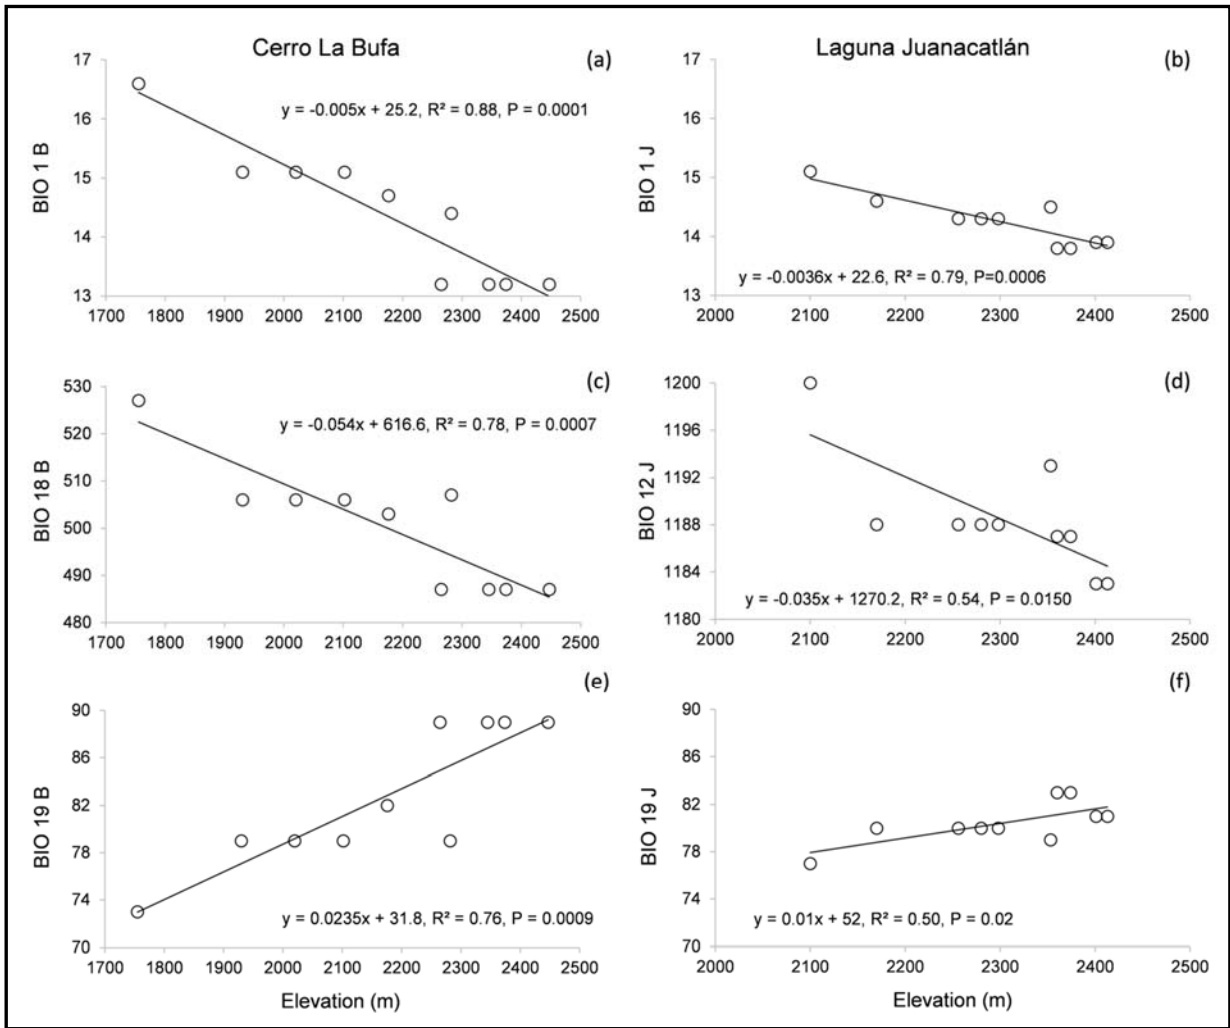 Cerro La Bufa
Laguna Juanacatlán
(a)
17
16
15
14
13
BIO 1 B
y = -0.005x + 25.2, R² = 0.88, P = 0.0001
1700 1800 1900 2000 2100 2200 2300 2400 2500
(b)
17
16
15
14
13
BIO 1 J
y = -0.0036x + 22.6, R² = 0.79, P=0.0006
2000 2100 2200 2300 2400 2500
(c)
530
520
510
500
490
480
BIO 18 B
y = -0.054x + 616.6, R² = 0.78, P = 0.0007
1700 1800 1900 2000 2100 2200 2300 2400 2500
(d)
1200
1196
1192
1188
1184
1180
BIO 12 J
y = -0.035x + 1270.2, R² = 0.54, P = 0.0150
2000 2100 2200 2300 2400 2500
(e)
90
86
82
78
74
70
BIO 19 B
y = 0.0235x + 31.8, R² = 0.76, P = 0.0009
1700 1800 1900 2000 2100 2200 2300 2400 2500
Elevation (m)
(f)
90
86
82
78
74
70
BIO 19 J
y = 0.01x + 52, R² = 0.50, P = 0.02
2000 2100 2200 2300 2400 2500
Elevation (m)